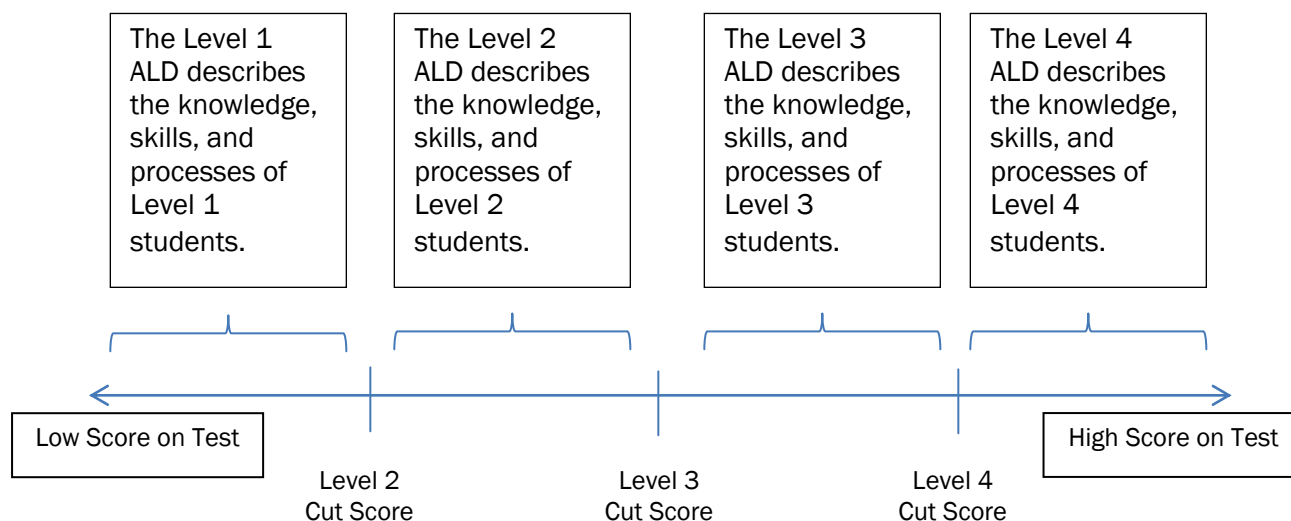 The Level 1
ALD describes
the knowledge,
skills, and
processes of
Level 1
students.
The Level 2
ALD describes
the knowledge,
skills, and
processes of
Level 2
students.
The Level 3
ALD describes
the knowledge,
skills, and
processes of
Level 3
students.
The Level 4
ALD describes
the knowledge,
skills, and
processes of
Level 4
students.
Low Score on Test
High Score on Test
Level 2
Cut Score
Level 3
Cut Score
Level 4
Cut Score